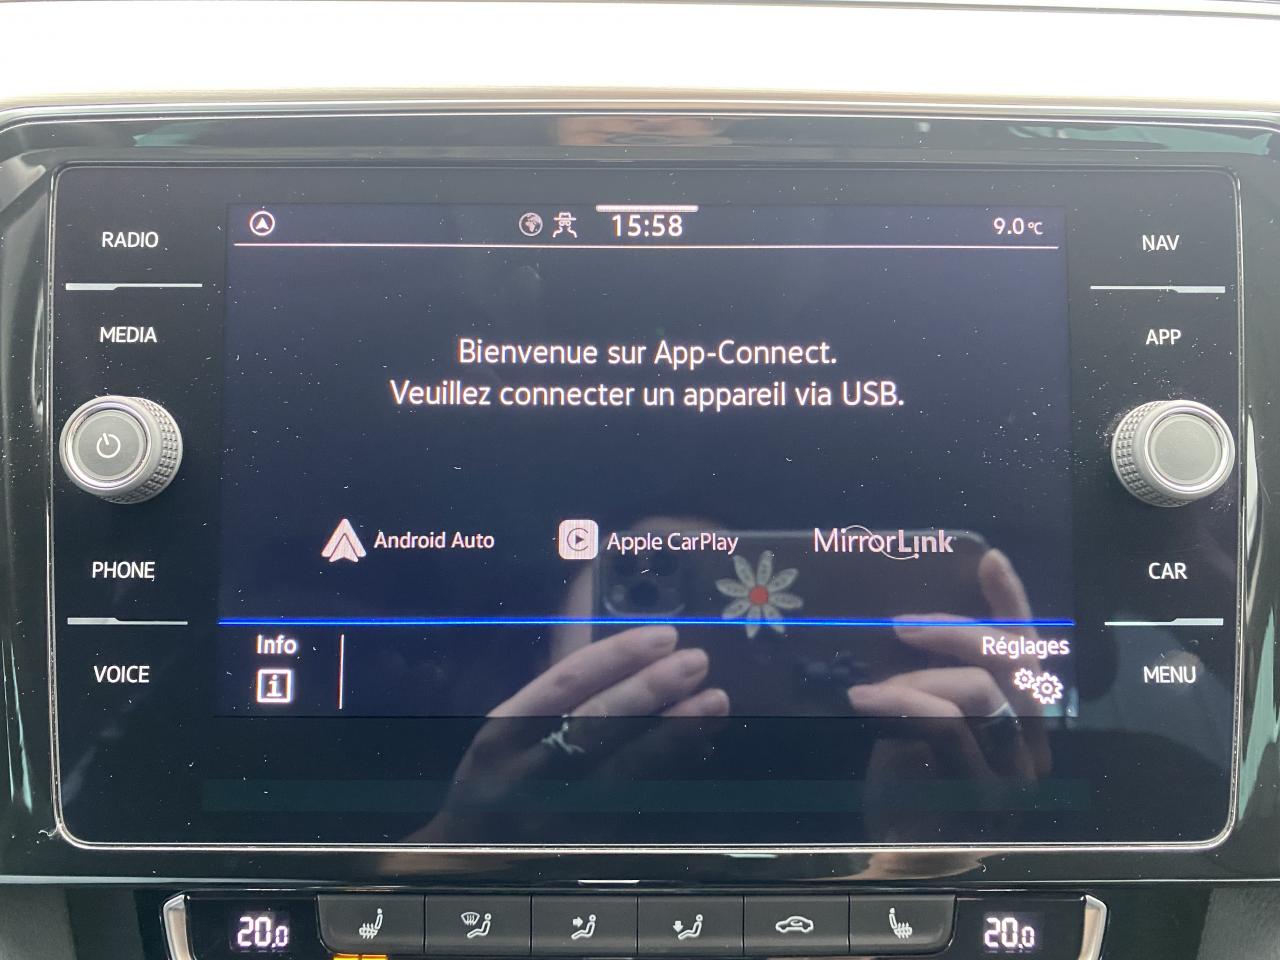 RADIO
MEDIA
PHONE
VOICE
15:58
9.0°C
Bienvenue sur App-Connect.
Veuillez connecter un appareil via USB.
Android Auto
Apple CarPlay
MirrorLink
Info
Réglages
NAV
APP
CAR
MENU
20.0
20.0